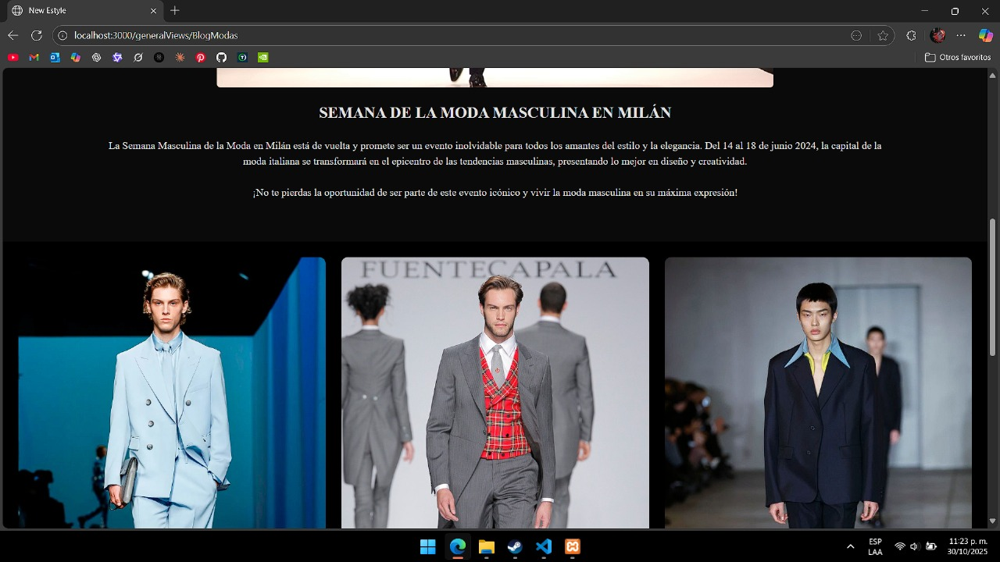 New Estyle
localhost:3000/generalViews/BlogModas
Otros favoritos
SEMANA DE LA MODA MASCULINA EN MILÁN
La Semana Masculina de la Moda en Milán está de vuelta y promete ser un evento inolvidable para todos los amantes del estilo y la elegancia. Del 14 al 18 de junio 2024, la capital de la
moda italiana se transformará en el epicentro de las tendencias masculinas, presentando lo mejor en diseño y creatividad.
¡No te pierdas la oportunidad de ser parte de este evento icónico y vivir la moda masculina en su máxima expresión!
FUENTECAPALA
ESP
LAA
11:23 p. m.
30/10/2025